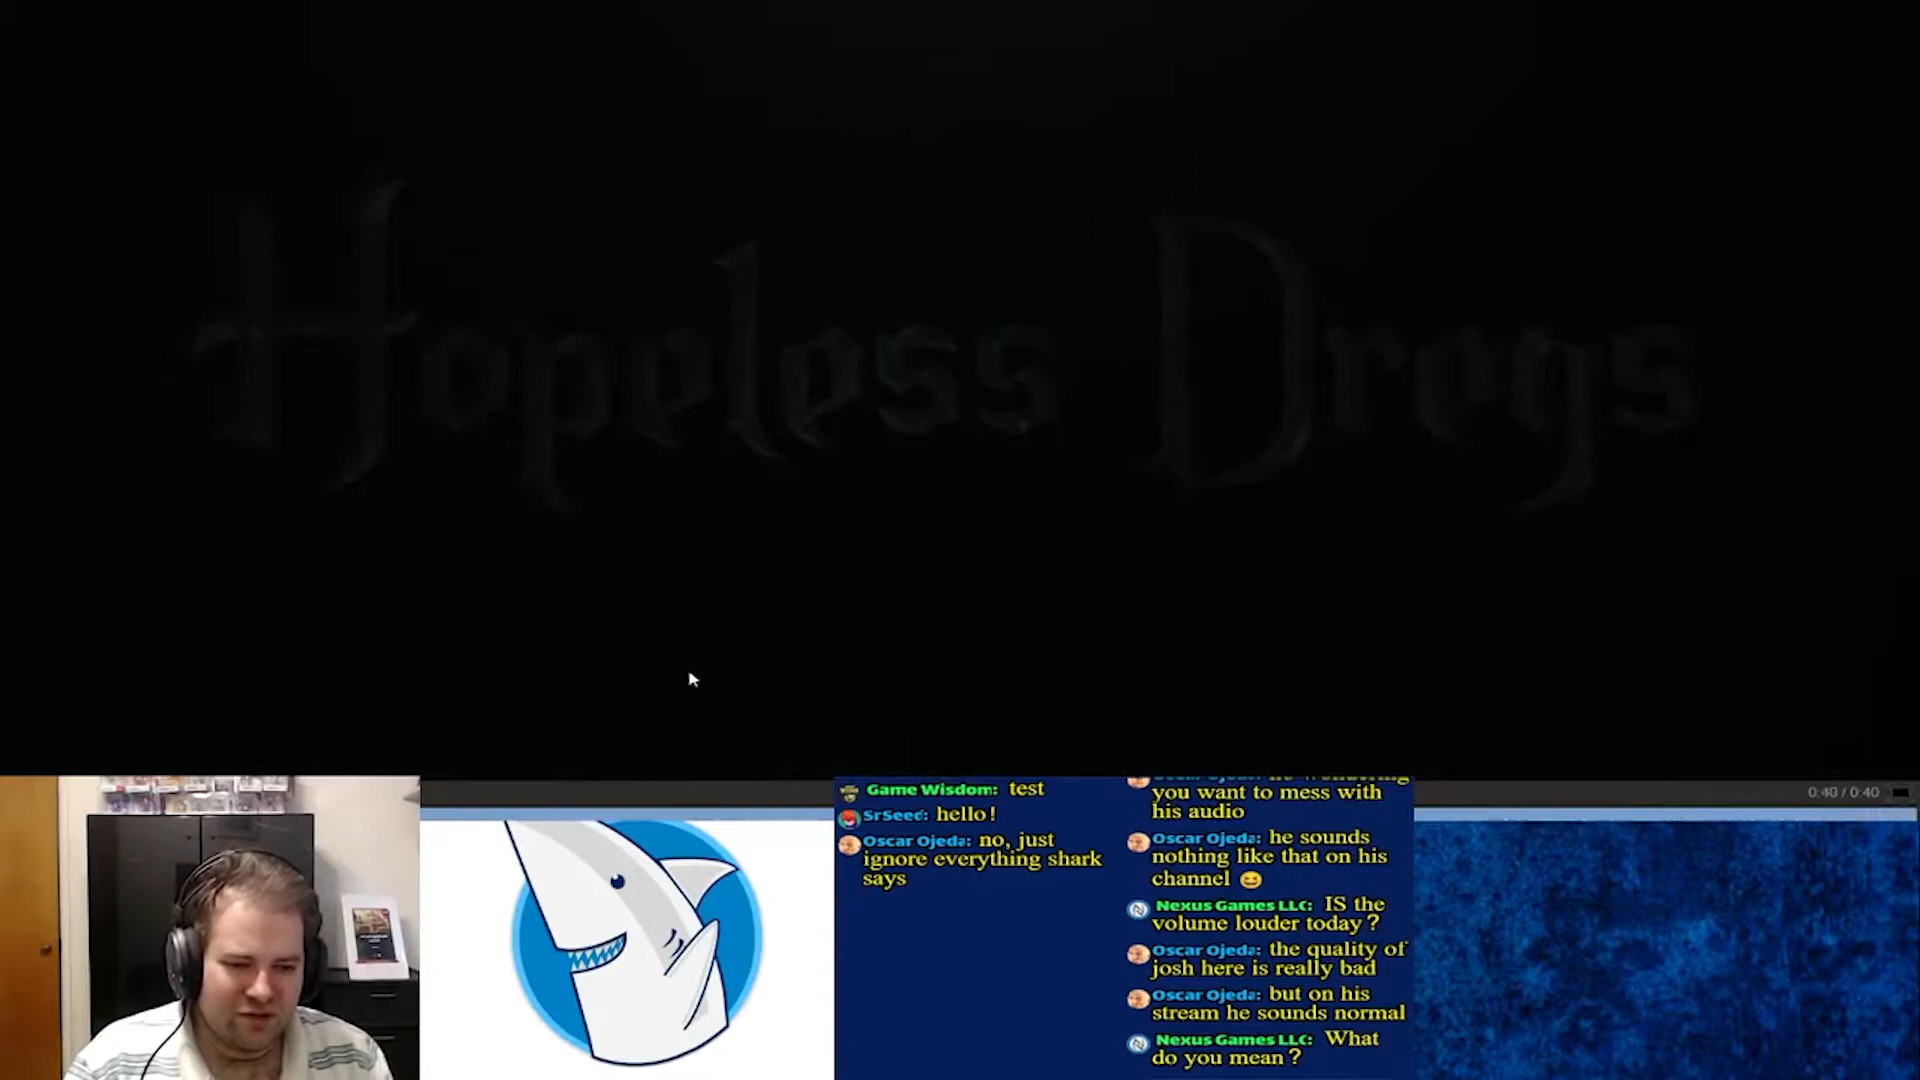 Hopeless Dregs
Game Wisdom: test
SrSeed: hello!
Oscar Ojeda: no, just
ignore everything shark
says
you want to mess with
his audio
Oscar Ojeda: he sounds
nothing like that on his
channel 😆
Nexus Games LLC: IS the
volume louder today?
Oscar Ojeda: the quality of
josh here is really bad
Oscar Ojeda: but on his
stream he sounds normal
Nexus Games LLC: What
do you mean?
0:40 / 0:40